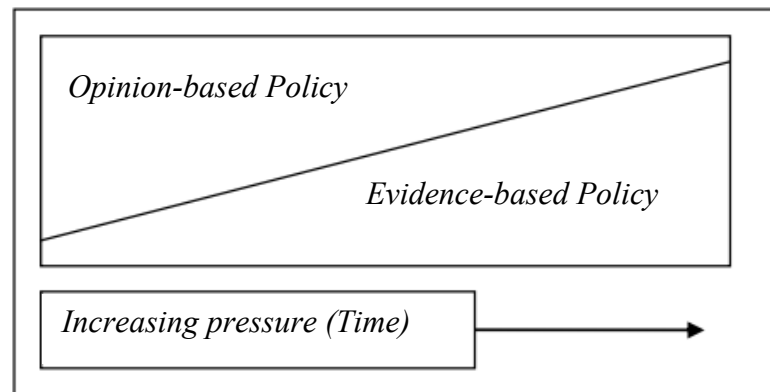 Opinion-based Policy
Evidence-based Policy
Increasing pressure (Time)